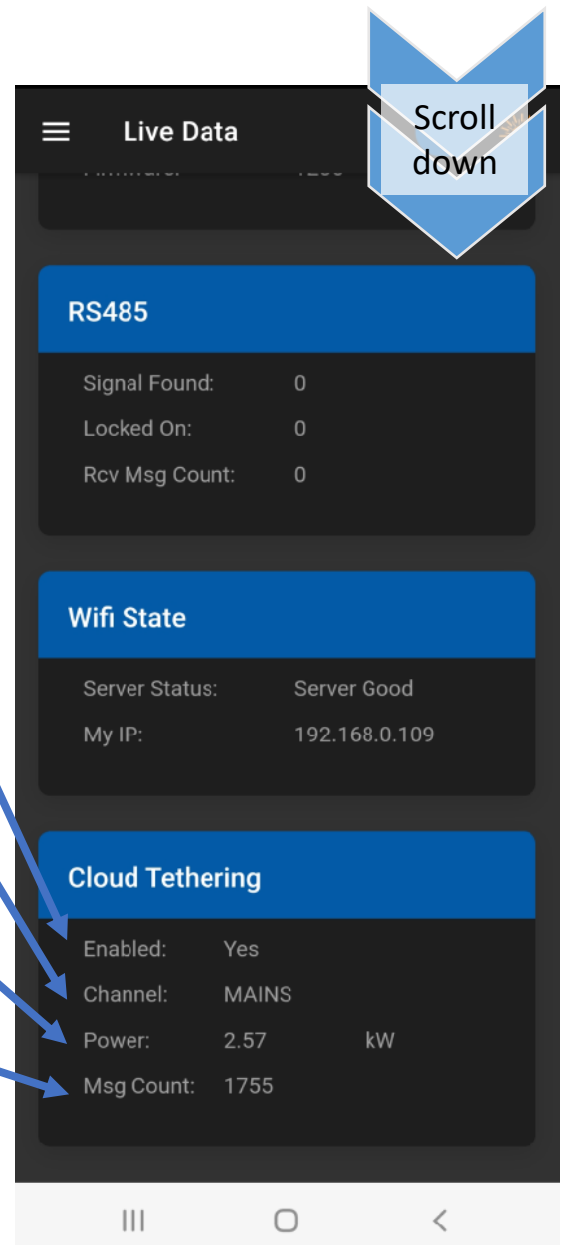 Scroll
down
Live Data
RS485
Signal Found: 0
Locked On: 0
Rcv Msg Count: 0
Wifi State
Server Status: Server Good
My IP: 192.168.0.109
Cloud Tethering
Enabled: Yes
Channel: MAINS
Power: 2.57 kW
Msg Count: 1755